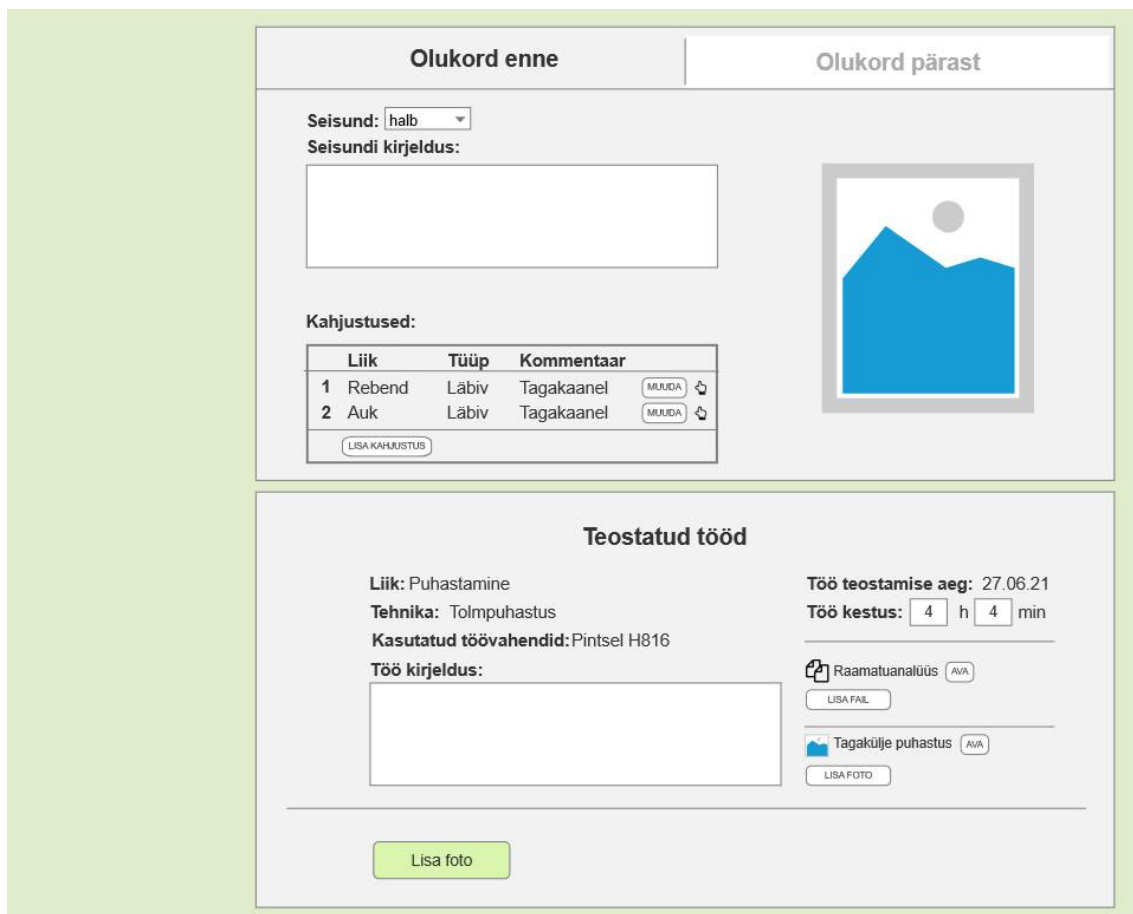 Olukord enne
Olukord pärast
Seisund: halb
Seisundi kirjeldus:
Kahjustused:
Liik Tüüp Kommentaar
1 Rebend Läbiv Tagakaanel MUUDA
2 Auk Läbiv Tagakaanel MUUDA
LISA KAHJUSTUS
Teostatud tööd
Liik: Puhastamine
Tehnika: Tolmpuhastus
Kasutatud töövahendid: Pintsel H816
Töö kirjeldus:
Töö teostamise aeg: 27.06.21
Töö kestus: 4 h 4 min
Raamatuanalüüs AVA
LISA FAIL
Tagakülje puhastus AVA
LISA FOTO
Lisa foto